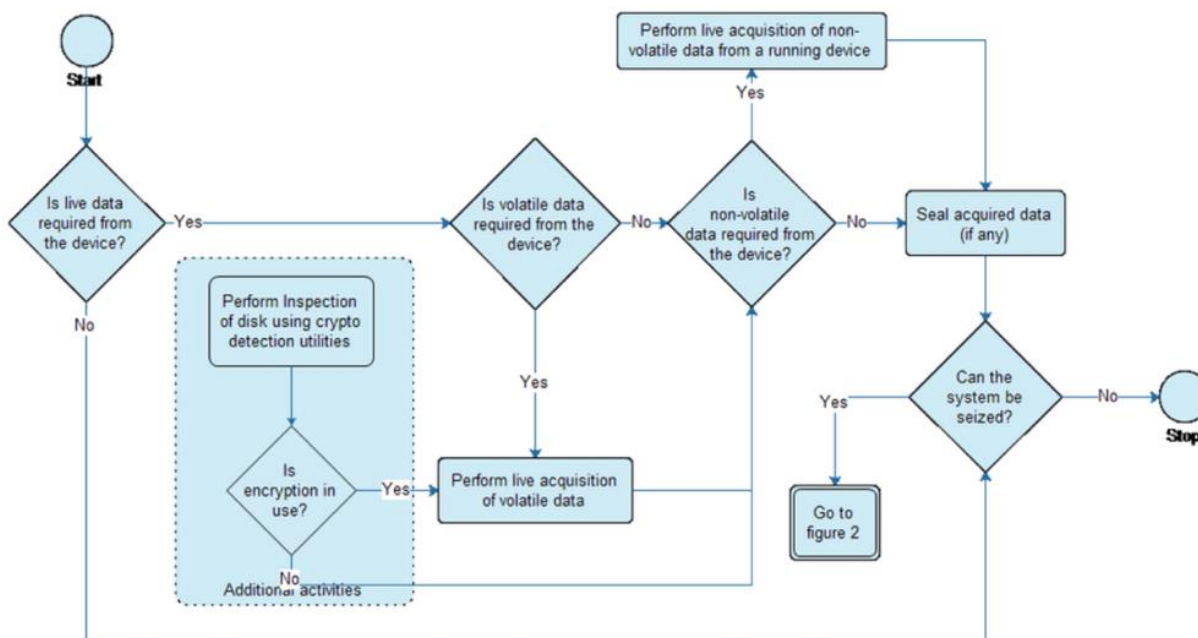 Start
Is live data
required from
the device?
Yes
No
Perform Inspection
of disk using crypto
detection utilities
Is
encryption in
use?
Yes
No
Additional activities
Is volatile data
required from the
device?
No
Yes
Perform live acquisition
of volatile data
Perform live acquisition of non-
volatile data from a running device
Yes
Is
non-volatile
data required from
the device?
No
Seal acquired data
(if any)
Can the
system be
seized?
Yes
No
Go to
figure 2
Stop